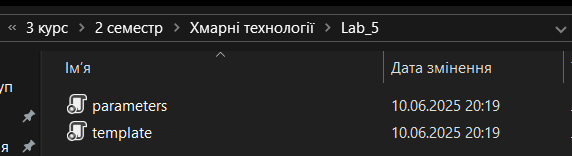 « 3 курс > 2 семестр > Хмарні технології > Lab_5
Ім'я Дата змінення
уп
parameters 10.06.2025 20:19
template 10.06.2025 20:19
я